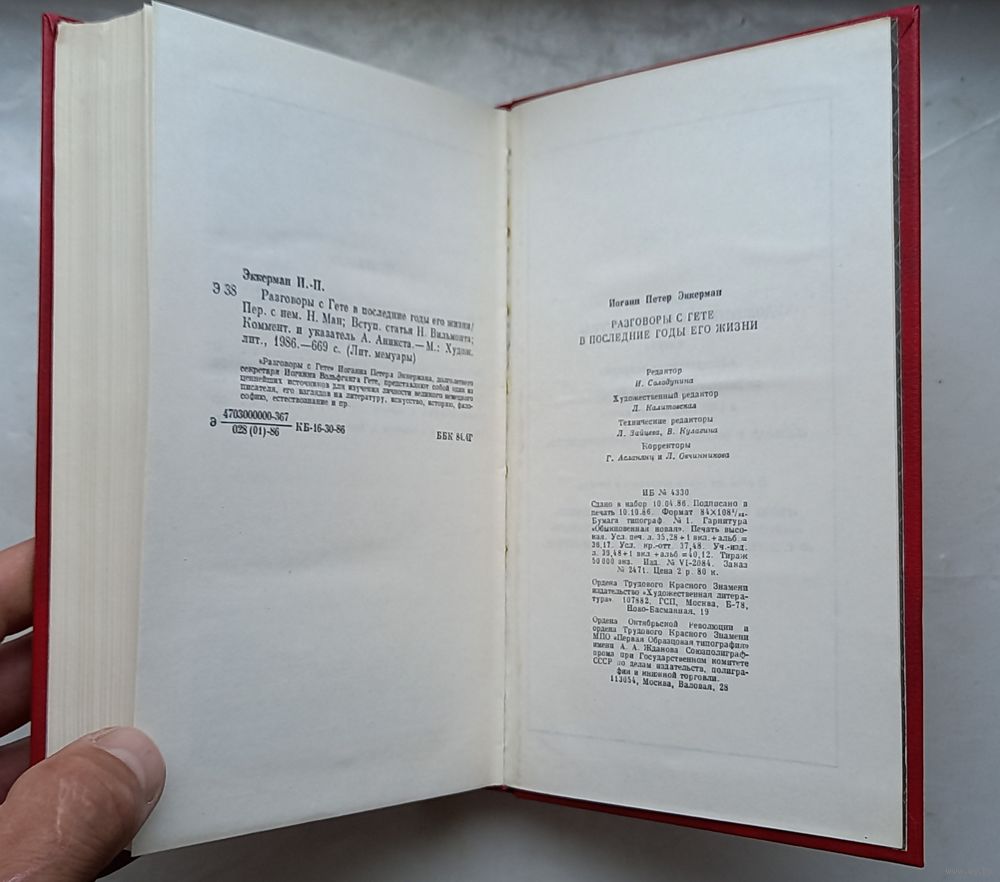 Эккерман И.-П.
Э 38
Разговоры с Гете в последние годы его жизни/
Пер. с нем. Н. Ман; Вступ. статья Н. Вильмонта;
Коммент. и указатель А. Аникста.— М.: Худож.
лит., 1986.—669 с. (Лит. мемуары)
«Разговоры с Гете» Иоганна Петера Эккермана, долголетнего
секретаря Иоганна Вольфганга Гете, представляют собой один из
ценнейших источников для изучения личности великого немецкого
писателя, его взглядов на литературу, искусство, историю, фило-
софию, естествознание и пр.
Э 4703000000-367
028 (01)-86 КБ-16-30-86
ББК 84.4Г
Иоганн Петер Эккерман
РАЗГОВОРЫ С ГЕТЕ
В ПОСЛЕДНИЕ ГОДЫ ЕГО ЖИЗНИ
Редактор
И. Солодунина
Художественный редактор
Л. Калитовская
Технические редакторы
Л. Зайцева, В. Кулагина
Корректоры
Г. Асланянц и Л. Овчинникова
ИБ № 4330
Сдано в набор 10.04.86. Подписано в
печать 10.10.86. Формат 84×108¹/₃₂.
Бумага типограф. № 1. Гарнитура
«Обыкновенная новая». Печать высо-
кая. Усл. печ. л. 35,28+1 вкл.+альб.=
36,17. Усл. кр.-отт. 37,48. Уч.-изд.
л. 39,48+1 вкл.+альб.=40,12. Тираж
50 000 экз. Изд. № VI-2084. Заказ
№ 2471. Цена 2 р. 80 к.
Ордена Трудового Красного Знамени
издательство «Художественная литера-
тура». 107882, ГСП, Москва, Б-78,
Ново-Басманная, 19
Ордена Октябрьской Революции и
ордена Трудового Красного Знамени
МПО «Первая Образцовая типография»
имени А. А. Жданова Союзполиграф-
прома при Государственном комитете
СССР по делам издательств, полигра-
фии и книжной торговли.
113054, Москва, Валовая, 28